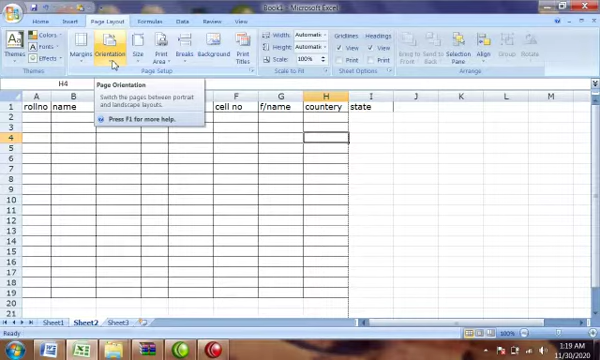 Book1 - Microsoft Excel
Home Insert Page Layout Formulas Data Review View
Themes Colors Fonts Effects
Margins Orientation Size Print Area Breaks Background Print Titles
Width: Automatic
Height: Automatic
Scale: 100%
Gridlines Headings
View View
Print Print
Bring to Front Send to Back Selection Pane Align Group Rotate
Themes Page Setup Scale to Fit Sheet Options Arrange
H4
Page Orientation
Switch the pages between portrait
and landscape layouts.
Press F1 for more help.
A B F G H I J K L M
1 rollno name cell no f/name countery state
2
3
4
5
6
7
8
9
10
11
12
13
14
15
16
17
18
19
20
21
Sheet1 Sheet2 Sheet3
Ready 100%
1:19 AM
11/30/2020